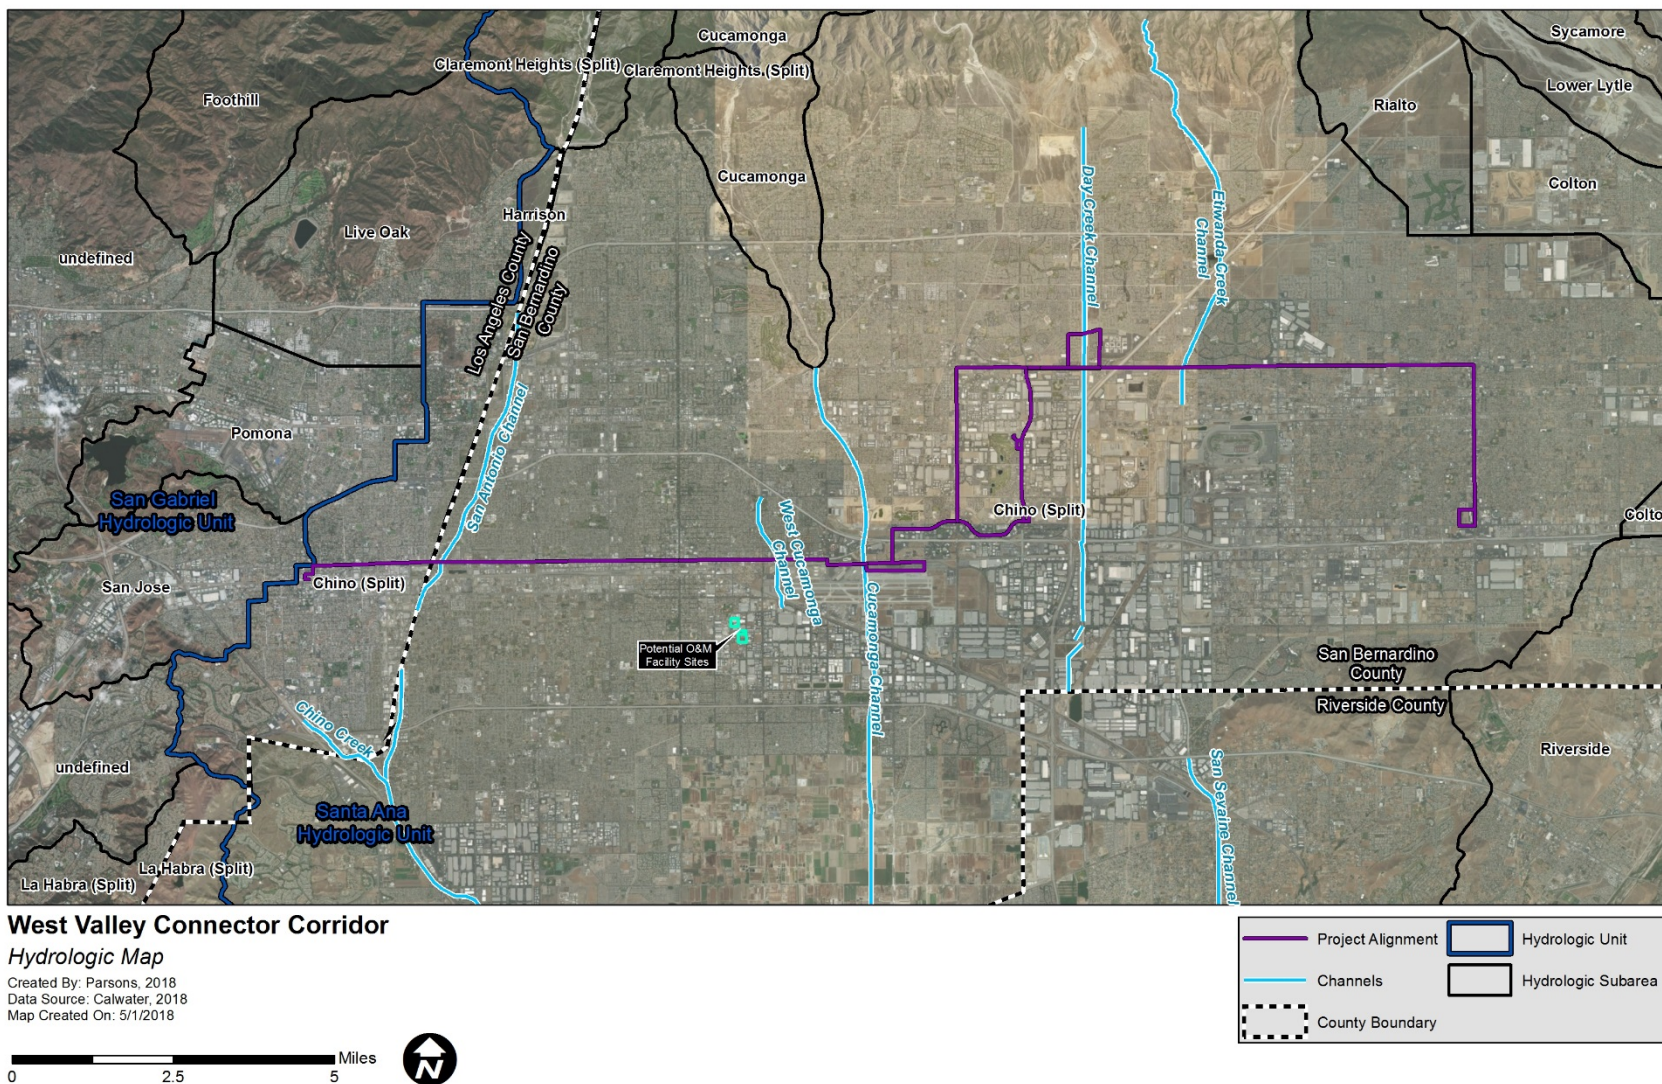 Cucamonga
Sycamore
Claremont Heights (Split)
Claremont Heights (Split)
Lower Lytle
Foothill
Rialto
Cucamonga
Colton
Day Creek Channel
Etiwanda Creek
Channel
Harrison
Live Oak
undefined
Los Angeles County
San Bernardino
County
San Antonio Channel
Pomona
San Gabriel
Hydrologic Unit
West Cucamonga
Channel
Chino (Split)
Colto
San Jose
Chino (Split)
Cucamonga Channel
Potential O&M
Facility Sites
San Bernardino
County
Riverside County
Chino Creek
Riverside
undefined
San Sevaine Channel
Santa Ana
Hydrologic Unit
La Habra (Split)
La Habra (Split)
West Valley Connector Corridor
Hydrologic Map
Created By: Parsons, 2018
Data Source: Calwater, 2018
Map Created On: 5/1/2018
Miles
0 2.5 5
N
Project Alignment
Hydrologic Unit
Channels
Hydrologic Subarea
County Boundary